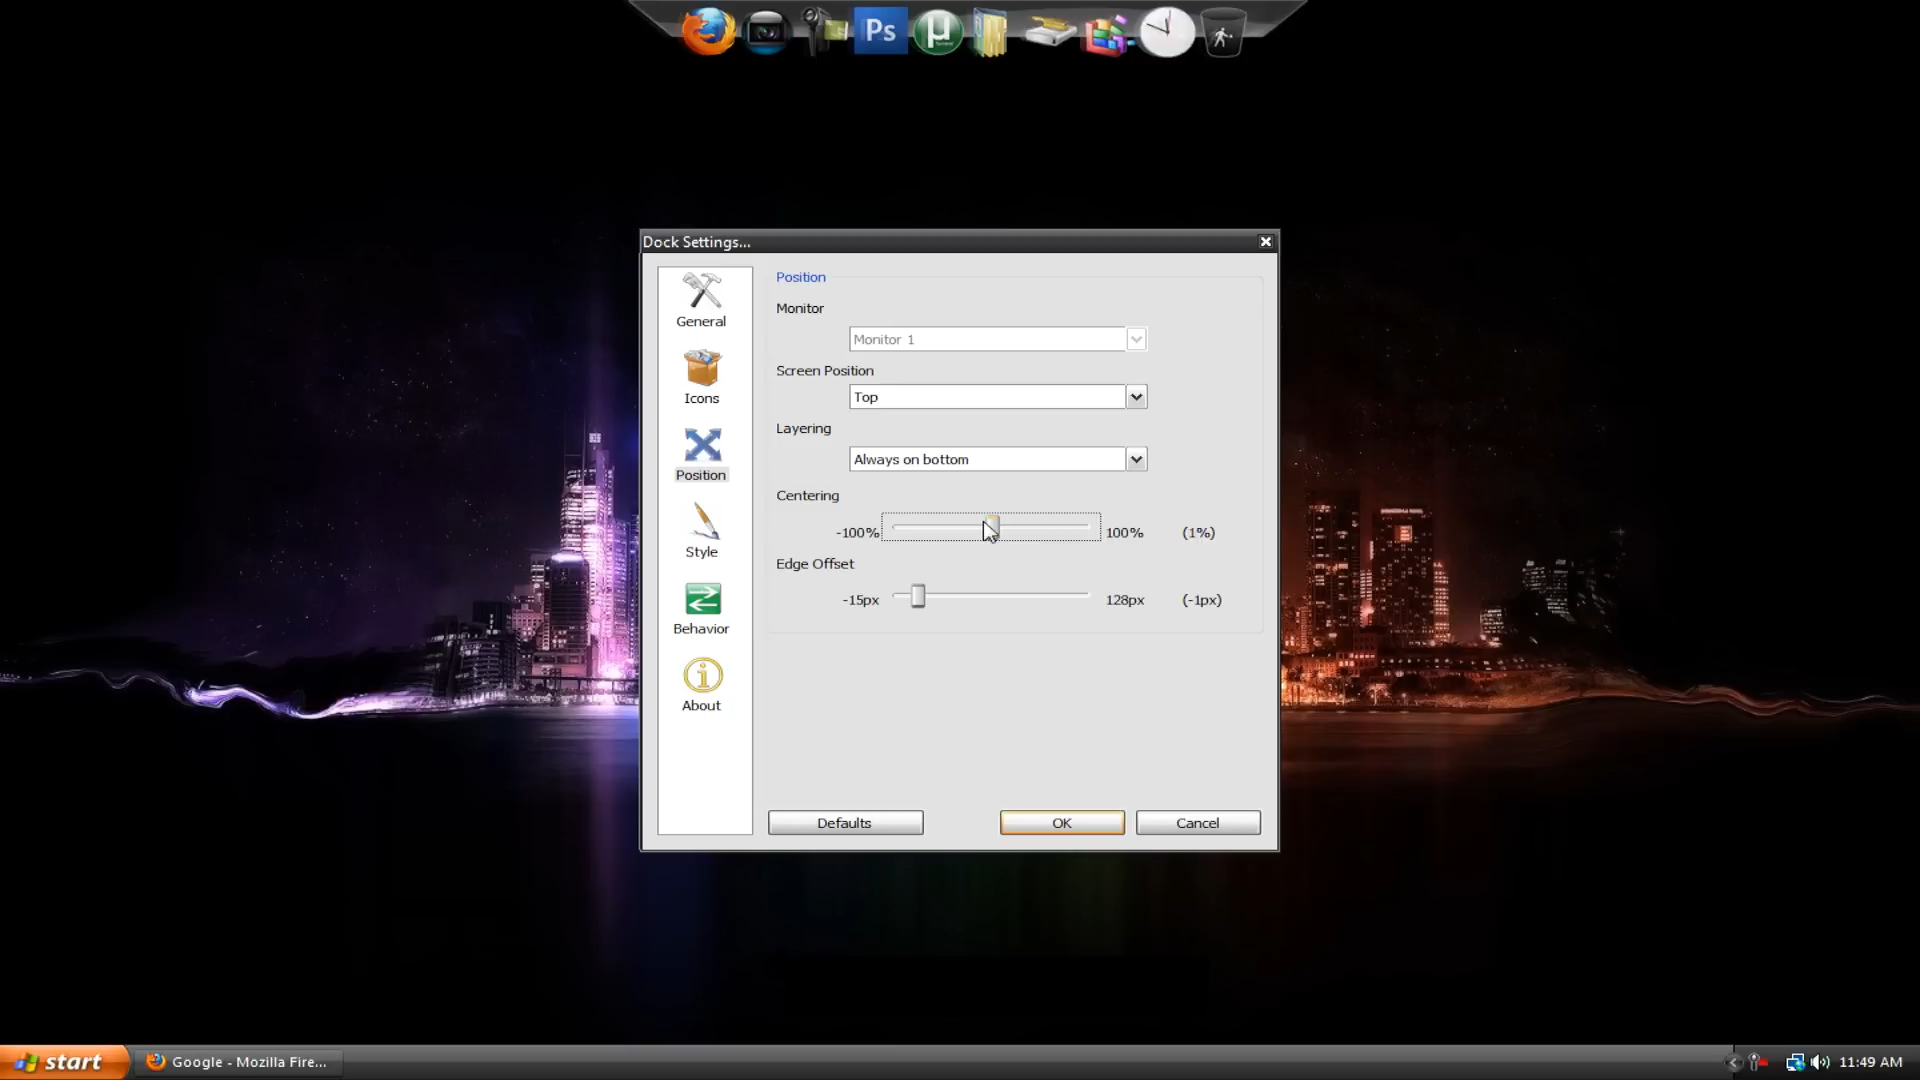 Ps
µ
Dock Settings...
General
Icons
Position
Style
Behavior
About
Position
Monitor
Monitor 1
Screen Position
Top
Layering
Always on bottom
Centering
-100% 100% (1%)
Edge Offset
-15px 128px (-1px)
Defaults OK Cancel
start Google - Mozilla Fire... 11:49 AM